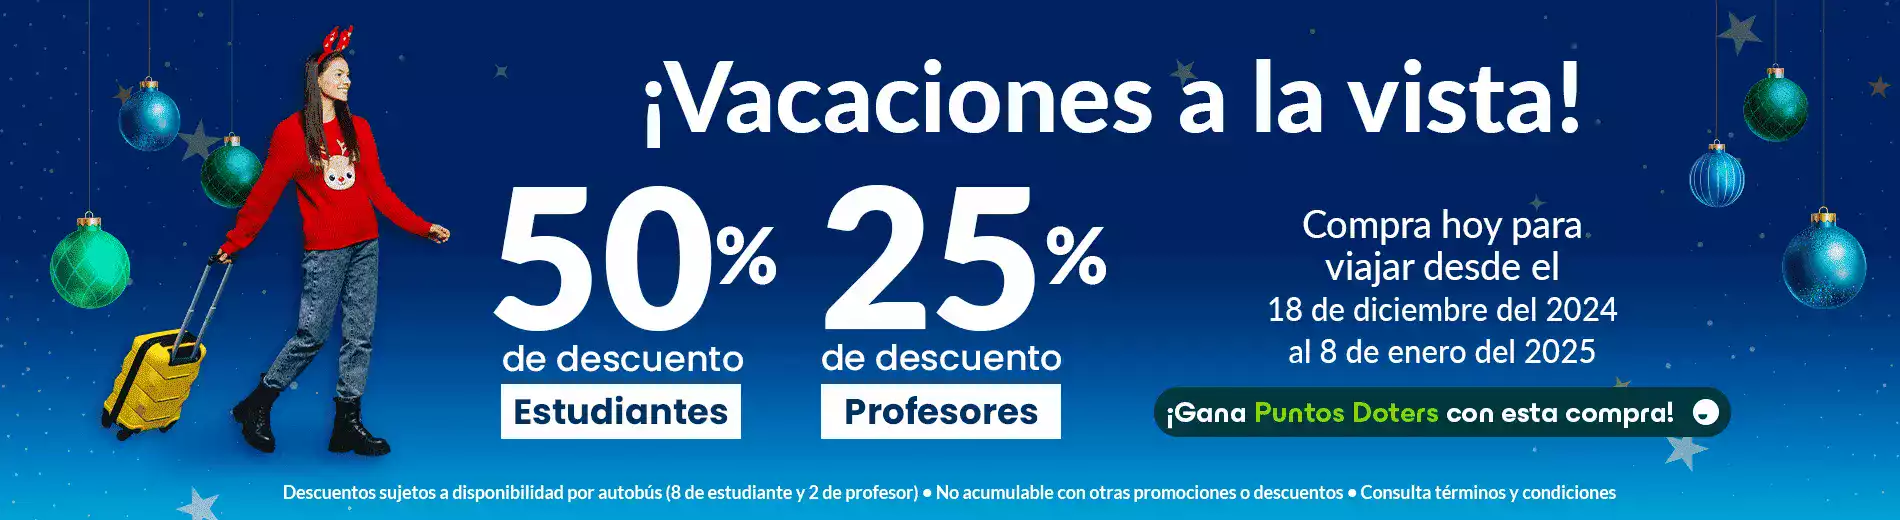 ¡Vacaciones a la vista!
50%
de descuento
Estudiantes
25%
de descuento
Profesores
Compra hoy para
viajar desde el
18 de diciembre del 2024
al 8 de enero del 2025
¡Gana Puntos Doters con esta compra!
Descuentos sujetos a disponibilidad por autobús (8 de estudiante y 2 de profesor) • No acumulable con otras promociones o descuentos • Consulta términos y condiciones